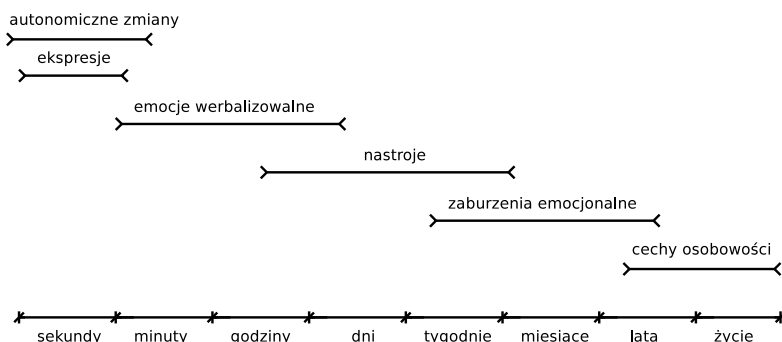 autonomiczne zmiany
ekspresje
emocje werbalizowalne
nastroje
zaburzenia emocjonalne
cechy osobowości
sekundy minuty godziny dni tygodnie miesiące lata życie